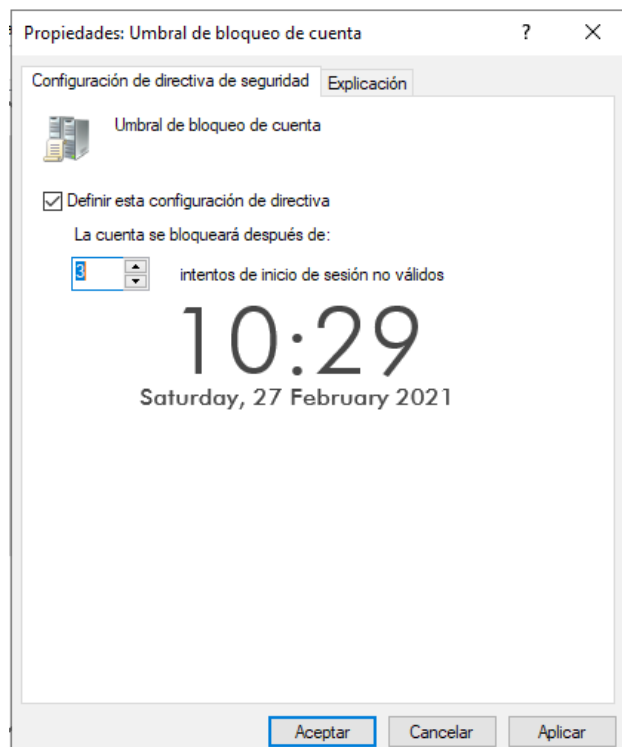 Propiedades: Umbral de bloqueo de cuenta ? ×
Configuración de directiva de seguridad Explicación
Umbral de bloqueo de cuenta
Definir esta configuración de directiva
La cuenta se bloqueará después de:
3 intentos de inicio de sesión no válidos
10:29
Saturday, 27 February 2021
Aceptar Cancelar Aplicar